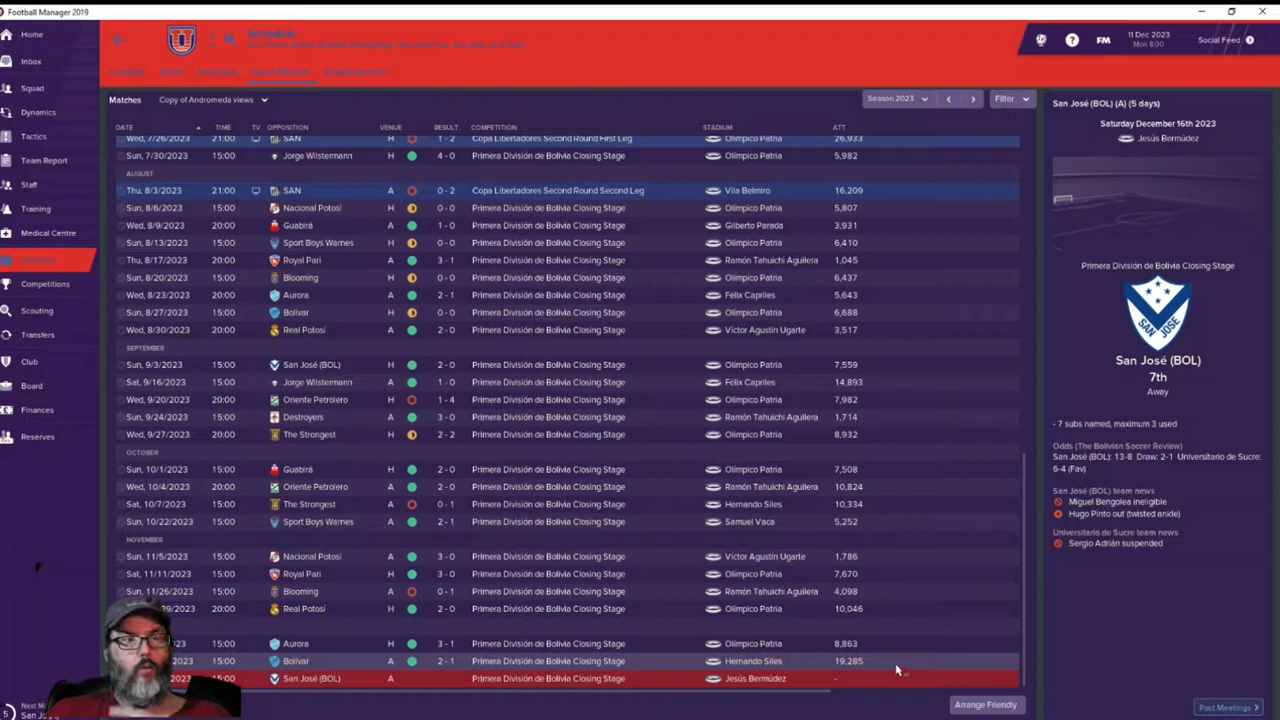 Football Manager 2019
Home
Inbox
Squad
Dynamics
Tactics
Team Report
Staff
Training
Medical Centre
Schedule
Competitions
Scouting
Transfers
Club
Board
Finances
Reserves
Schedule
11 Dec 2023
Mon 8:00
FM
Social Feed
Matches Copy of Andromeda views
Season 2023 Filter
DATE TIME TV OPPOSITION VENUE RESULT COMPETITION STADIUM ATT
Wed, 7/26/2023 21:00 SAN H 1 - 2 Copa Libertadores Second Round First Leg Olímpico Patria 26,933
Sun, 7/30/2023 15:00 Jorge Wilstermann H 4 - 0 Primera División de Bolivia Closing Stage Olímpico Patria 5,982
AUGUST
Thu, 8/3/2023 21:00 SAN A 0 - 2 Copa Libertadores Second Round Second Leg Vila Belmiro 16,209
Sun, 8/6/2023 15:00 Nacional Potosí H 0 - 0 Primera División de Bolivia Closing Stage Olímpico Patria 5,807
Wed, 8/9/2023 20:00 Guabirá A 1 - 0 Primera División de Bolivia Closing Stage Gilberto Parada 3,931
Sun, 8/13/2023 15:00 Sport Boys Warnes H 0 - 0 Primera División de Bolivia Closing Stage Olímpico Patria 6,410
Thu, 8/17/2023 20:00 Royal Pari A 3 - 1 Primera División de Bolivia Closing Stage Ramón Tahuichi Aguilera 1,045
Sun, 8/20/2023 15:00 Blooming H 0 - 0 Primera División de Bolivia Closing Stage Olímpico Patria 6,437
Wed, 8/23/2023 20:00 Aurora A 2 - 1 Primera División de Bolivia Closing Stage Félix Capriles 5,643
Sun, 8/27/2023 15:00 Bolívar H 0 - 0 Primera División de Bolivia Closing Stage Olímpico Patria 6,688
Wed, 8/30/2023 20:00 Real Potosí A 2 - 0 Primera División de Bolivia Closing Stage Víctor Agustín Ugarte 3,517
SEPTEMBER
Sun, 9/3/2023 15:00 San José (BOL) H 2 - 0 Primera División de Bolivia Closing Stage Olímpico Patria 7,559
Sat, 9/16/2023 15:00 Jorge Wilstermann A 1 - 0 Primera División de Bolivia Closing Stage Félix Capriles 14,893
Wed, 9/20/2023 20:00 Oriente Petrolero H 1 - 4 Primera División de Bolivia Closing Stage Olímpico Patria 7,982
Sun, 9/24/2023 15:00 Destroyers A 3 - 0 Primera División de Bolivia Closing Stage Ramón Tahuichi Aguilera 1,714
Wed, 9/27/2023 20:00 The Strongest H 2 - 2 Primera División de Bolivia Closing Stage Olímpico Patria 8,932
OCTOBER
Sun, 10/1/2023 15:00 Guabirá H 2 - 0 Primera División de Bolivia Closing Stage Olímpico Patria 7,508
Wed, 10/4/2023 15:00 Oriente Petrolero A 2 - 0 Primera División de Bolivia Closing Stage Ramón Tahuichi Aguilera 10,824
Sat, 10/7/2023 15:00 The Strongest A 0 - 1 Primera División de Bolivia Closing Stage Hernando Siles 10,334
Sun, 10/22/2023 15:00 Sport Boys Warnes A 2 - 1 Primera División de Bolivia Closing Stage Samuel Vaca 5,252
NOVEMBER
Sun, 11/5/2023 15:00 Nacional Potosí A 3 - 0 Primera División de Bolivia Closing Stage Víctor Agustín Ugarte 1,786
Sat, 11/11/2023 15:00 Royal Pari H 3 - 0 Primera División de Bolivia Closing Stage Olímpico Patria 7,670
Sun, 11/26/2023 15:00 Blooming A 0 - 1 Primera División de Bolivia Closing Stage Ramón Tahuichi Aguilera 4,098
29/2023 20:00 Real Potosí H 2 - 0 Primera División de Bolivia Closing Stage Olímpico Patria 10,046
2023 15:00 Aurora H 3 - 1 Primera División de Bolivia Closing Stage Olímpico Patria 8,863
2023 15:00 Bolívar A 2 - 1 Primera División de Bolivia Closing Stage Hernando Siles 19,285
2023 15:00 San José (BOL) A Primera División de Bolivia Closing Stage Jesús Bermúdez -
Arrange Friendly
San José (BOL) (A) (5 days)
Saturday December 16th 2023
Jesús Bermúdez
Primera División de Bolivia Closing Stage
SAN JOSE
San José (BOL)
7th
Away
- 7 subs named, maximum 3 used
Odds (The Bolivian Soccer Review)
San José (BOL): 13-8 Draw: 2-1 Universitario de Sucre:
6-4 (Fav)
San José (BOL) team news
Miguel Bengolea ineligible
Hugo Pinto out (twisted ankle)
Universitario de Sucre team news
Sergio Adrián suspended
Past Meetings
5 Next M
San Jo